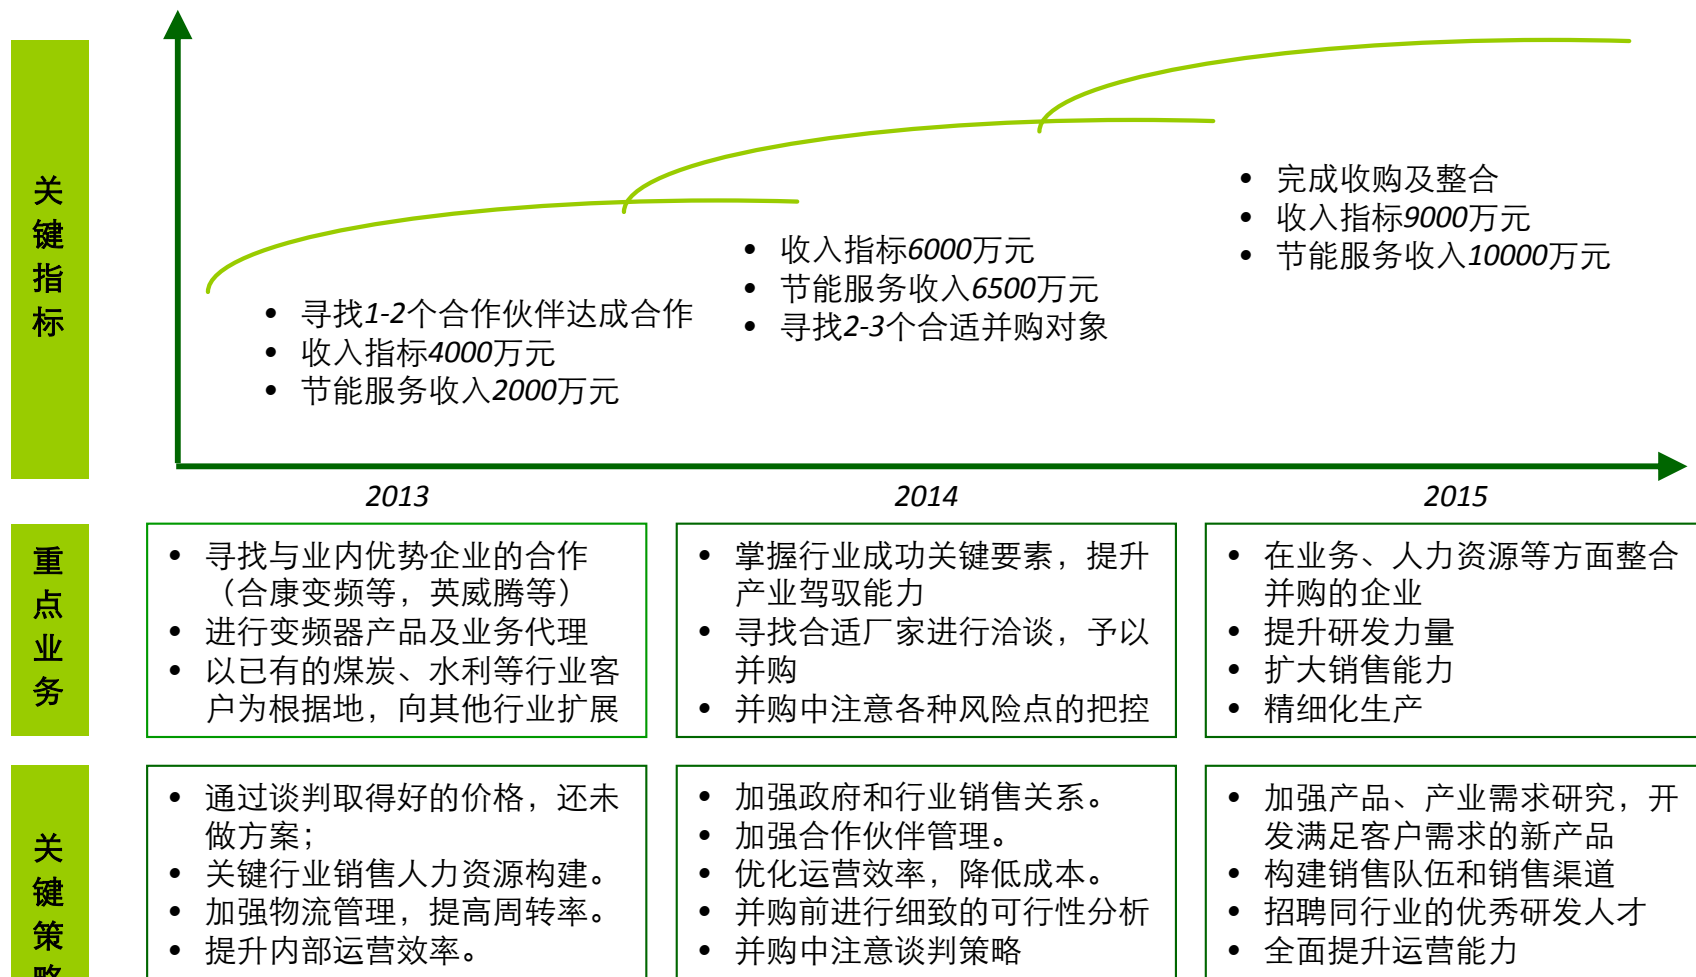 关键指标
• 寻找1-2个合作伙伴达成合作
• 收入指标4000万元
• 节能服务收入2000万元
• 收入指标6000万元
• 节能服务收入6500万元
• 寻找2-3个合适并购对象
• 完成收购及整合
• 收入指标9000万元
• 节能服务收入10000万元
2013
2014
2015
重点业务
• 寻找与业内优势企业的合作
（合康变频等，英威腾等）
• 进行变频器产品及业务代理
• 以已有的煤炭、水利等行业客
户为根据地，向其他行业扩展
• 掌握行业成功关键要素，提升
产业驾驭能力
• 寻找合适厂家进行洽谈，予以
并购
• 并购中注意各种风险点的把控
• 在业务、人力资源等方面整合
并购的企业
• 提升研发力量
• 扩大销售能力
• 精细化生产
关键策略
• 通过谈判取得好的价格，还未
做方案；
• 关键行业销售人力资源构建。
• 加强物流管理，提高周转率。
• 提升内部运营效率。
• 加强政府和行业销售关系。
• 加强合作伙伴管理。
• 优化运营效率，降低成本。
• 并购前进行细致的可行性分析
• 并购中注意谈判策略
• 加强产品、产业需求研究，开
发满足客户需求的新产品
• 构建销售队伍和销售渠道
• 招聘同行业的优秀研发人才
• 全面提升运营能力